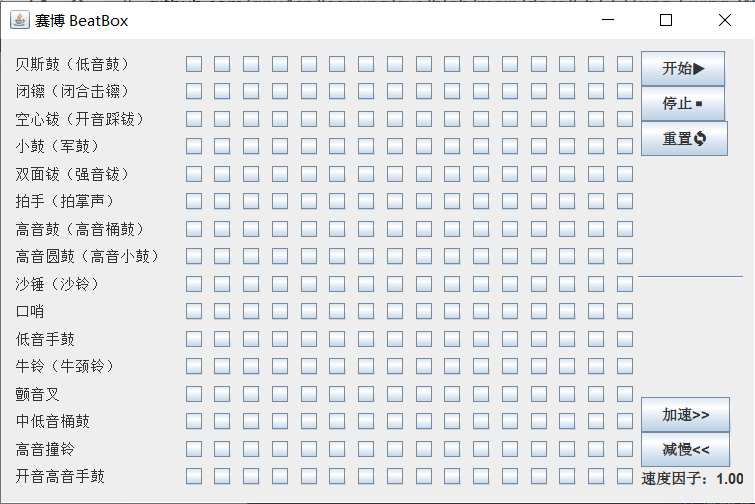 赛博 BeatBox
贝斯鼓（低音鼓）
闭镲（闭合击镲）
空心钹（开音踩钹）
小鼓（军鼓）
双面钹（强音钹）
拍手（拍掌声）
高音鼓（高音桶鼓）
高音圆鼓（高音小鼓）
沙锤（沙铃）
口哨
低音手鼓
牛铃（牛颈铃）
颤音叉
中低音桶鼓
高音撞铃
开音高音手鼓
开始▶
停止▪
重置🗘
加速>>
减慢<<
速度因子：1.00